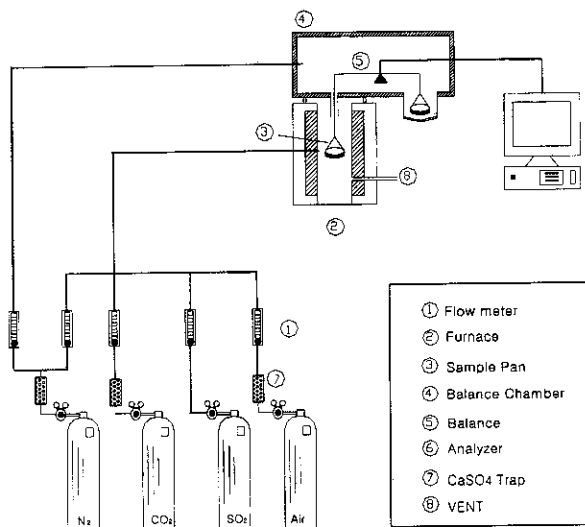 ④
⑤
③
⑧
②
①
⑦
N₂ CO₂ SO₂ Air
① Flow meter
② Furnace
③ Sample Pan
④ Balance Chamber
⑤ Balance
⑥ Analyzer
⑦ CaSO₄ Trap
⑧ VENT